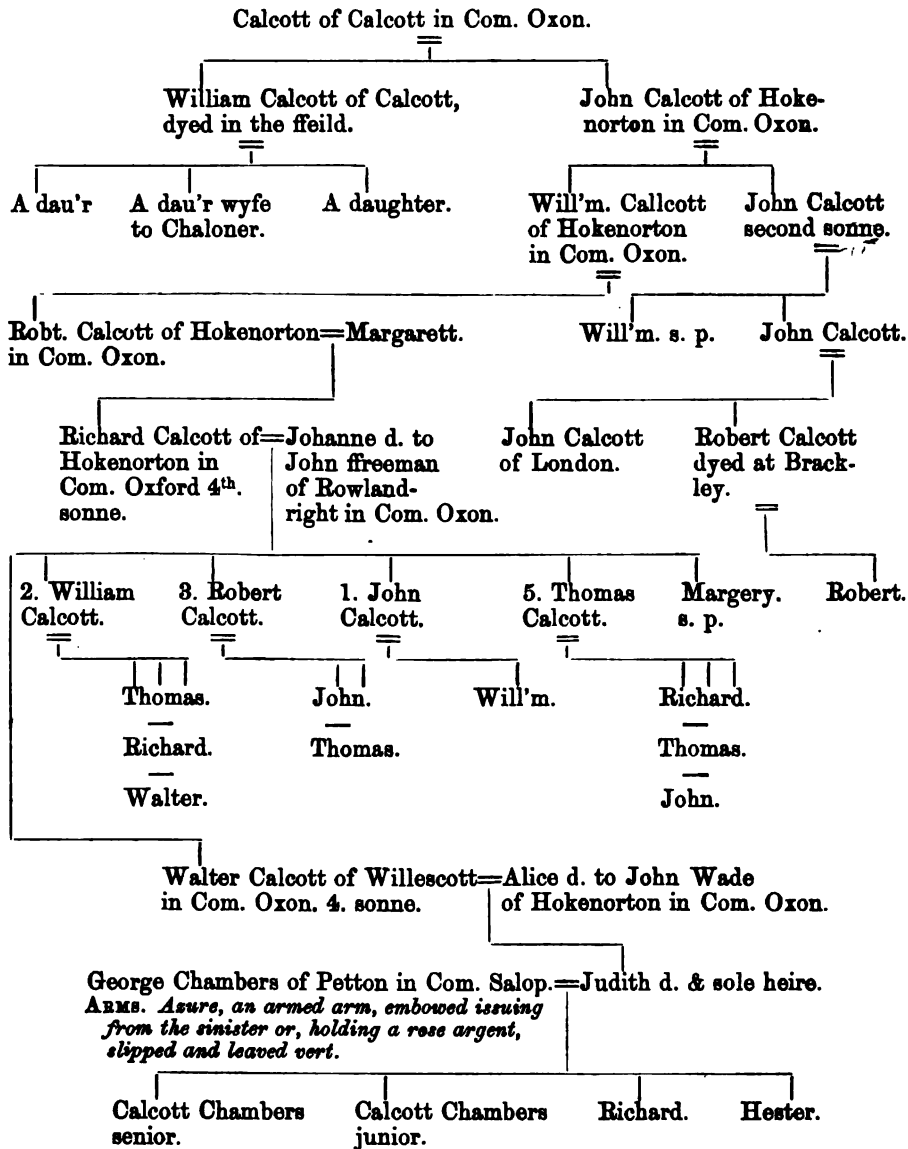 Calcott of Calcott in Com. Oxon.
William Calcott of Calcott,
dyed in the ffeild.
John Calcott of Hoke-
norton in Com. Oxon.
A dau'r
A dau'r wyfe
to Chaloner.
A daughter.
Will'm. Callcott
of Hokenorton
in Com. Oxon.
John Calcott
second sonne.
Robt. Calcott of Hokenorton=Margarett.
in Com. Oxon.
Will'm. s. p.
John Calcott.
Richard Calcott of=Johanne d. to
Hokenorton in John ffreeman
Com. Oxford 4th. of Rowland-
sonne. right in Com. Oxon.
John Calcott
of London.
Robert Calcott
dyed at Brack-
ley.
2. William
Calcott.
3. Robert
Calcott.
1. John
Calcott.
5. Thomas
Calcott.
Margery.
s. p.
Robert.
Thomas.
Richard.
Walter.
John.
Thomas.
Will'm.
Richard.
Thomas.
John.
Walter Calcott of Willescott=Alice d. to John Wade
in Com. Oxon. 4. sonne. of Hokenorton in Com. Oxon.
George Chambers of Petton in Com. Salop.=Judith d. & sole heire.
ARMS. Azure, an armed arm, embowed issuing
from the sinister or, holding a rose argent,
slipped and leaved vert.
Calcott Chambers
senior.
Calcott Chambers
junior.
Richard.
Hester.